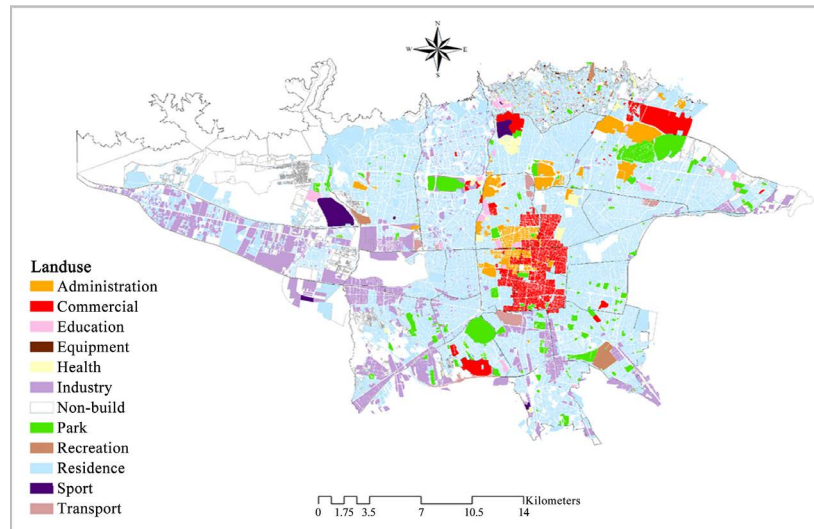 N
W E
S
Landuse
Administration
Commercial
Education
Equipment
Health
Industry
Non-build
Park
Recreation
Residence
Sport
Transport
Kilometers
0 1.75 3.5 7 10.5 14